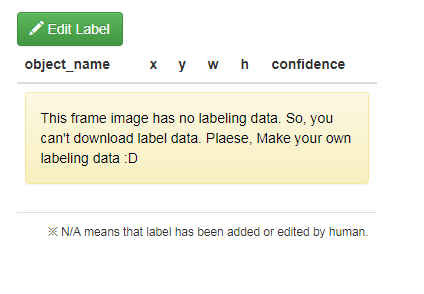 Edit Label
object_name x y w h confidence
This frame image has no labeling data. So, you
can't download label data. Plaese, Make your own
labeling data :D
※ N/A means that label has been added or edited by human.